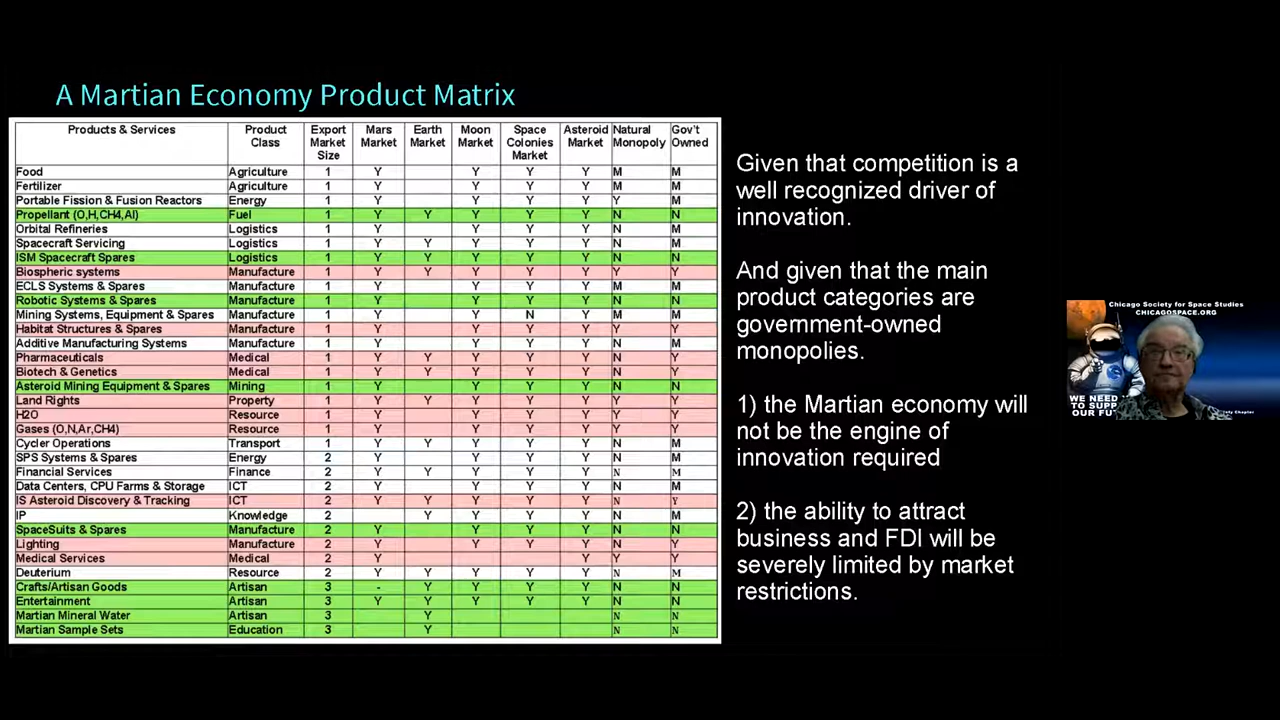 A Martian Economy Product Matrix
Products & Services | Product Class | Export Market Size | Mars Market | Earth Market | Moon Market | Space Colonies Market | Asteroid Market | Natural Monopoly | Gov't Owned
Food | Agriculture | 1 | Y | | Y | Y | Y | M | M
Fertilizer | Agriculture | 1 | Y | | Y | Y | Y | M | M
Portable Fission & Fusion Reactors | Energy | 1 | Y | | Y | Y | Y | Y | M
Propellant (O,H,CH4,Al) | Fuel | 1 | Y | Y | Y | Y | Y | N | N
Orbital Refineries | Logistics | 1 | Y | | Y | Y | Y | N | M
Spacecraft Servicing | Logistics | 1 | Y | Y | Y | Y | Y | N | M
ISM Spacecraft Spares | Logistics | 1 | Y | Y | Y | Y | Y | N | N
Biospheric systems | Manufacture | 1 | Y | Y | Y | Y | Y | Y | Y
ECLS Systems & Spares | Manufacture | 1 | Y | | Y | Y | Y | M | M
Robotic Systems & Spares | Manufacture | 1 | Y | | Y | Y | Y | N | N
Mining Systems, Equipment & Spares | Manufacture | 1 | Y | | Y | N | Y | M | M
Habitat Structures & Spares | Manufacture | 1 | Y | | Y | Y | Y | Y | Y
Additive Manufacturing Systems | Manufacture | 1 | Y | | Y | Y | Y | N | Y
Pharmaceuticals | Medical | 1 | Y | Y | Y | Y | Y | N | Y
Biotech & Genetics | Medical | 1 | Y | Y | Y | Y | Y | N | Y
Asteroid Mining Equipment & Spares | Mining | 1 | Y | | Y | Y | Y | N | N
Land Rights | Property | 1 | Y | Y | Y | Y | Y | Y | Y
H2O | Resource | 1 | Y | | Y | Y | Y | Y | Y
Gases (O,N,Ar,CH4) | Resource | 1 | Y | | Y | Y | Y | Y | Y
Cycler Operations | Transport | 1 | Y | Y | Y | Y | Y | N | M
SPS Systems & Spares | Energy | 2 | Y | | Y | Y | Y | N | M
Financial Services | Finance | 2 | Y | Y | Y | Y | Y | N | M
Data Centers, CPU Farms & Storage | ICT | 2 | Y | | Y | Y | Y | N | M
IS Asteroid Discovery & Tracking | ICT | 2 | Y | Y | Y | Y | Y | N | Y
IP | Knowledge | 2 | | Y | Y | Y | Y | N | M
SpaceSuits & Spares | Manufacture | 2 | Y | | Y | Y | Y | N | N
Lighting | Manufacture | 2 | Y | | Y | Y | Y | N | Y
Medical Services | Medical | 2 | Y | | | | Y | Y | Y
Deuterium | Resource | 2 | Y | Y | Y | Y | Y | N | M
Crafts/Artisan Goods | Artisan | 3 | - | Y | Y | Y | Y | N | N
Entertainment | Artisan | 3 | Y | Y | Y | Y | Y | N | N
Martian Mineral Water | Artisan | 3 | | Y | | | | N | N
Martian Sample Sets | Education | 3 | | Y | | | | N | N
Given that competition is a
well recognized driver of
innovation.
And given that the main
product categories are
government-owned
monopolies.
1) the Martian economy will
not be the engine of
innovation required
2) the ability to attract
business and FDI will be
severely limited by market
restrictions.
Chicago Society for Space Studies
CHICAGOSPACE.ORG
WE NEED
TO SUPP
OUR FU
Chapter